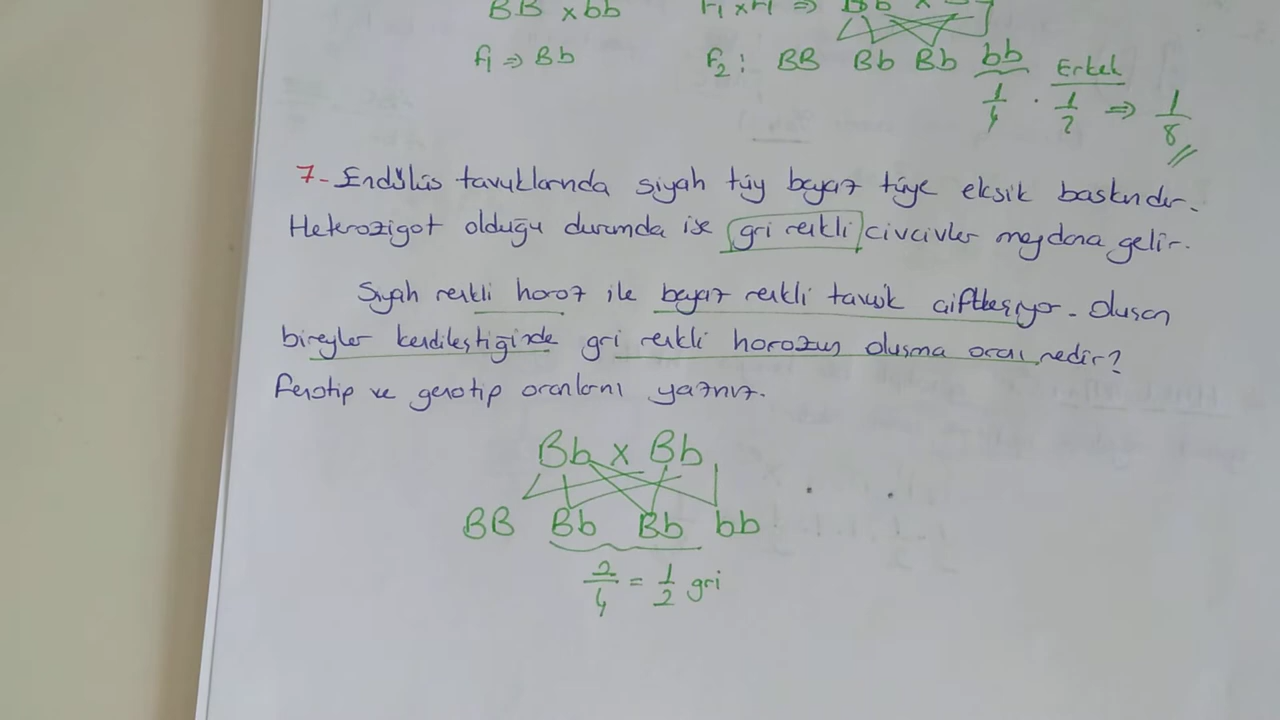 BB x bb
F1 x F1 ⇒ Bb x
F1 ⇒ Bb
F2 : BB Bb Bb bb Erkek
1/4 . 1/2 ⇒ 1/8
7- Endülüs tavuklarında siyah tüy beyaz tüye eksik baskındır.
Heterozigot olduğu durumda ise gri renkli civcivler meydana gelir.
Siyah renkli horoz ile beyaz renkli tavuk çiftleşiyor. Oluşan
bireyler kendileştiğinde gri renkli horozun oluşma oranı nedir?
Fenotip ve genotip oranlarını yazınız.
Bb x Bb
BB Bb Bb bb
2/4 = 1/2 gri